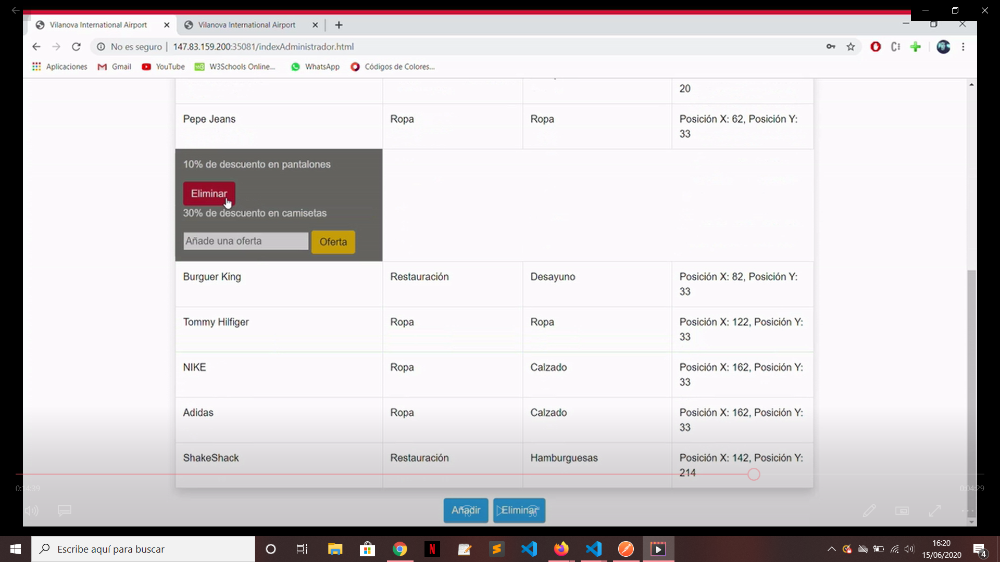 Vilanova International Airport
Vilanova International Airport
No es seguro | 147.83.159.200:35081/indexAdministrador.html
Aplicaciones Gmail YouTube W3Schools Online... WhatsApp Códigos de Colores...
20
Pepe Jeans Ropa Ropa Posición X: 62, Posición Y:
33
10% de descuento en pantalones
Eliminar
30% de descuento en camisetas
Añade una oferta Oferta
Burguer King Restauración Desayuno Posición X: 82, Posición Y:
33
Tommy Hilfiger Ropa Ropa Posición X: 122, Posición Y:
33
NIKE Ropa Calzado Posición X: 162, Posición Y:
33
Adidas Ropa Calzado Posición X: 162, Posición Y:
33
ShakeShack Restauración Hamburguesas Posición X: 142, Posición Y:
214
0:14:39 0:04:29
Añadir Eliminar
10 30
Escribe aquí para buscar
16:20
15/06/2020
4